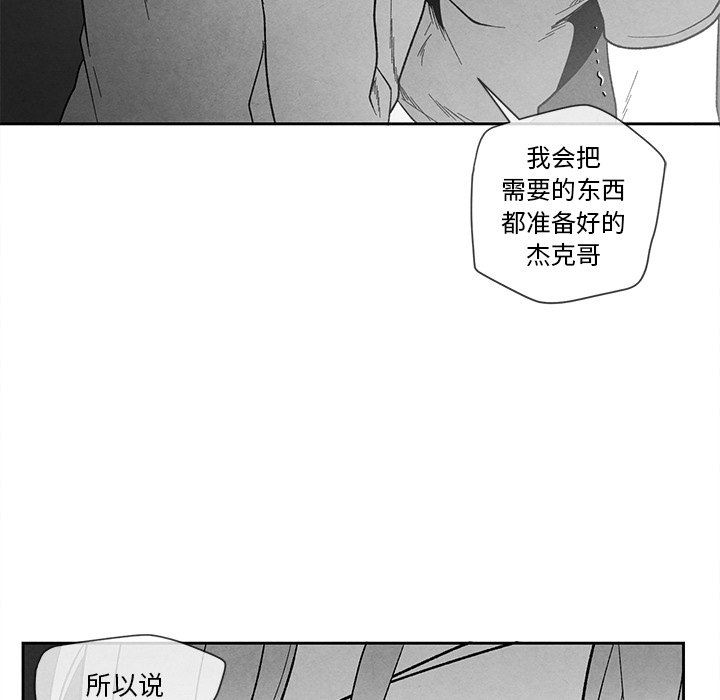 我会把
需要的东西
都准备好的
杰克哥
所以说